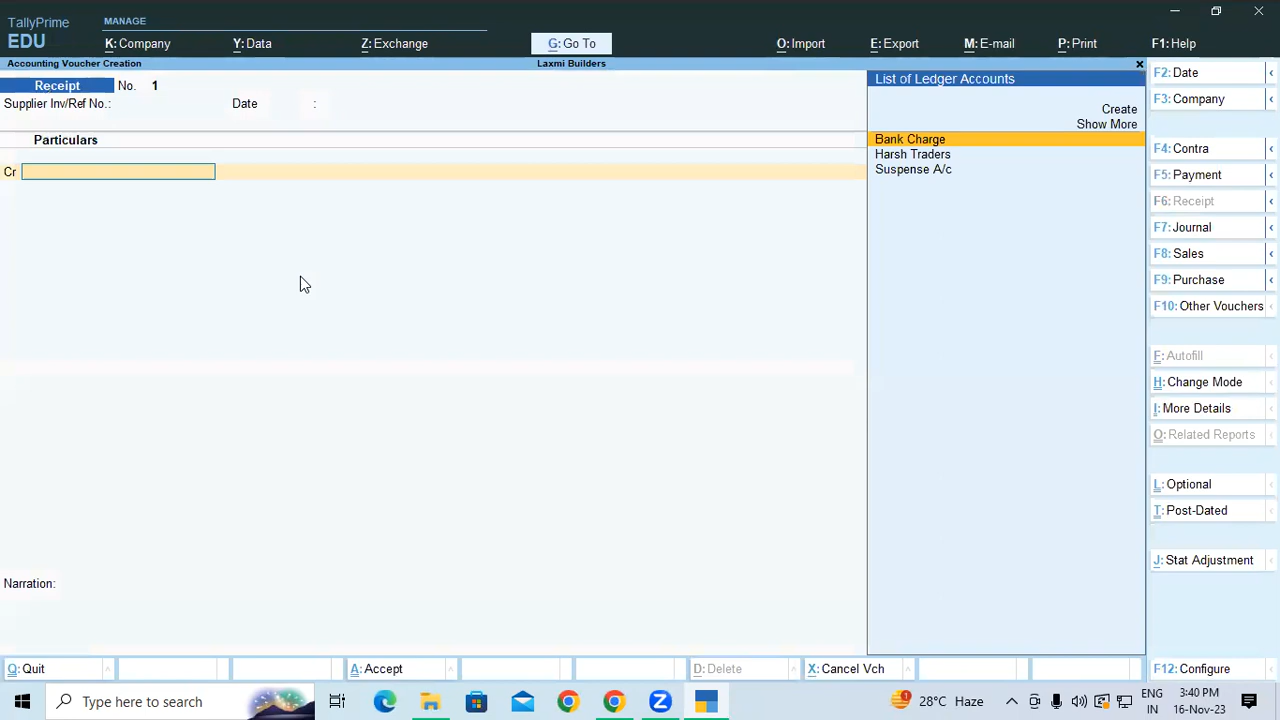 TallyPrime
EDU
MANAGE
K: Company
Y: Data
Z: Exchange
G: Go To
O: Import
E: Export
M: E-mail
P: Print
F1: Help
Accounting Voucher Creation
Laxmi Builders
Receipt No. 1
Supplier Inv/Ref No.:
Date :
Particulars
Cr
Narration:
List of Ledger Accounts
Create
Show More
Bank Charge
Harsh Traders
Suspense A/c
F2: Date
F3: Company
F4: Contra
F5: Payment
F6: Receipt
F7: Journal
F8: Sales
F9: Purchase
F10: Other Vouchers
F: Autofill
H: Change Mode
I: More Details
O: Related Reports
L: Optional
T: Post-Dated
J: Stat Adjustment
F12: Configure
Q: Quit
A: Accept
D: Delete
X: Cancel Vch
Type here to search
28°C Haze
ENG
IN
3:40 PM
16-Nov-23